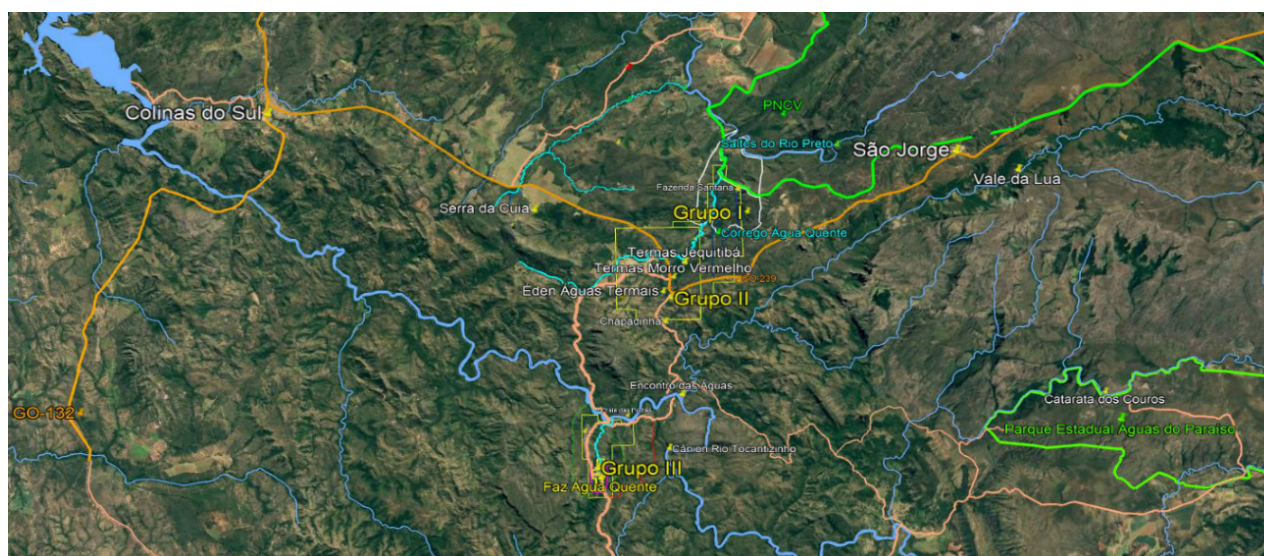 PNCV
Colinas do Sul
Saltos do Rio Preto
São Jorge
Vale da Lua
Fazenda Santana
Serra da Cuia
Grupo I
Córrego Água Quente
Termas Jequitibá
Termas Morro Vermelho
GO-239
Éden Águas Termais
Grupo II
Chapadinha
Encontro das Águas
Catarata dos Couros
GO-132
Parque Estadual Águas do Paraíso
Cânion Rio Tocantizinho
Grupo III
Faz Água Quente